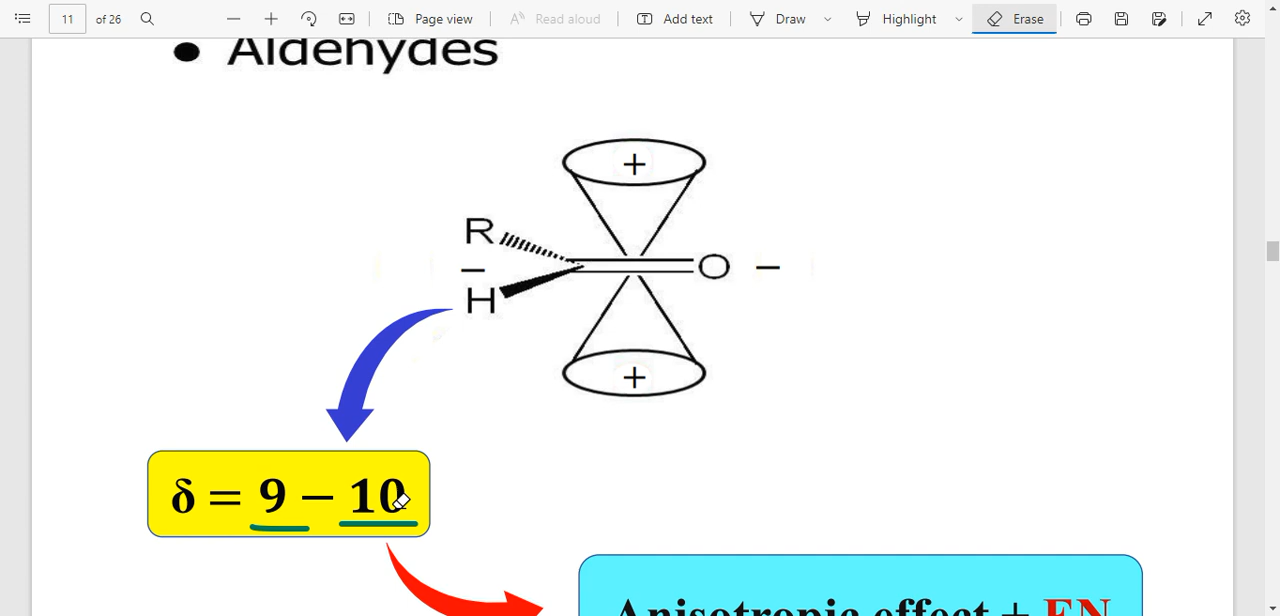 11 of 26 Page view Read aloud Add text Draw Highlight Erase
• Aldehydes
+
R
− O −
H
+
δ = 9 − 10
Anisotropic effect + EN